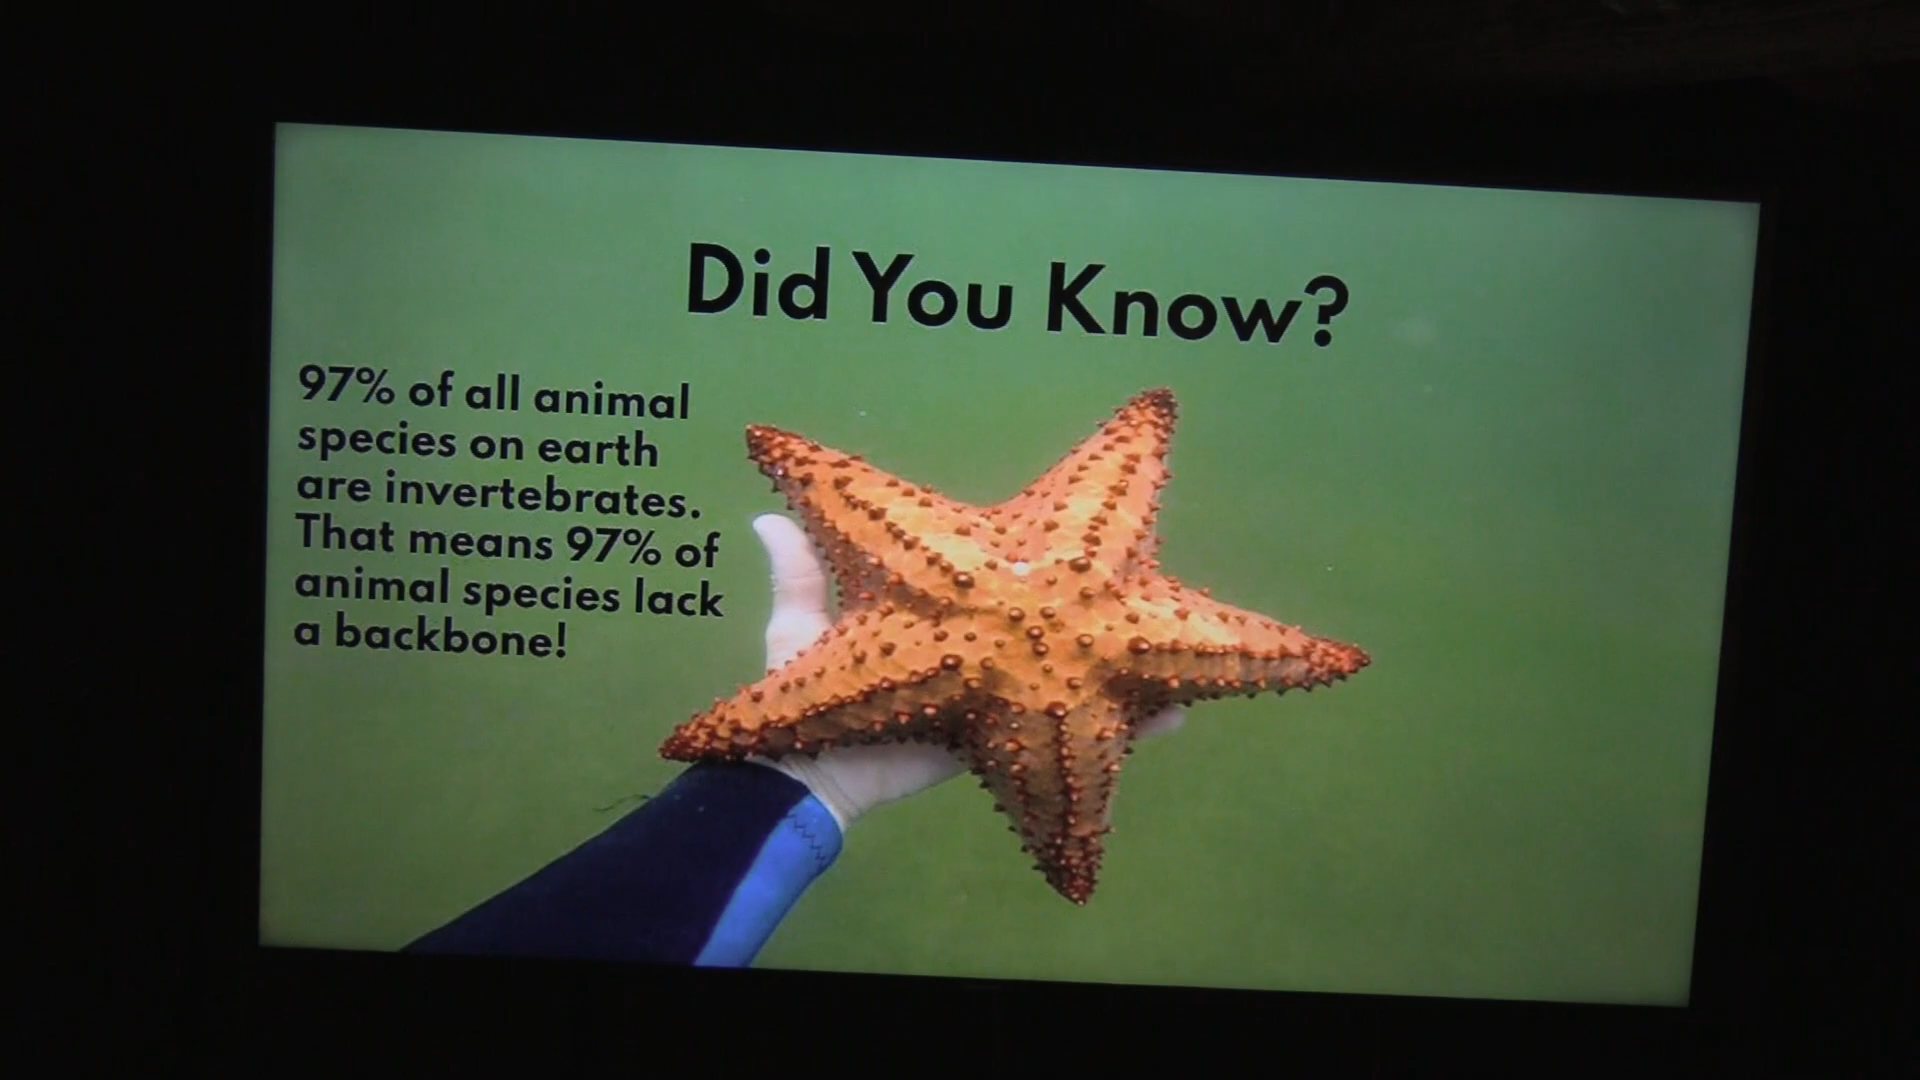 Did You Know?
97% of all animal
species on earth
are invertebrates.
That means 97% of
animal species lack
a backbone!